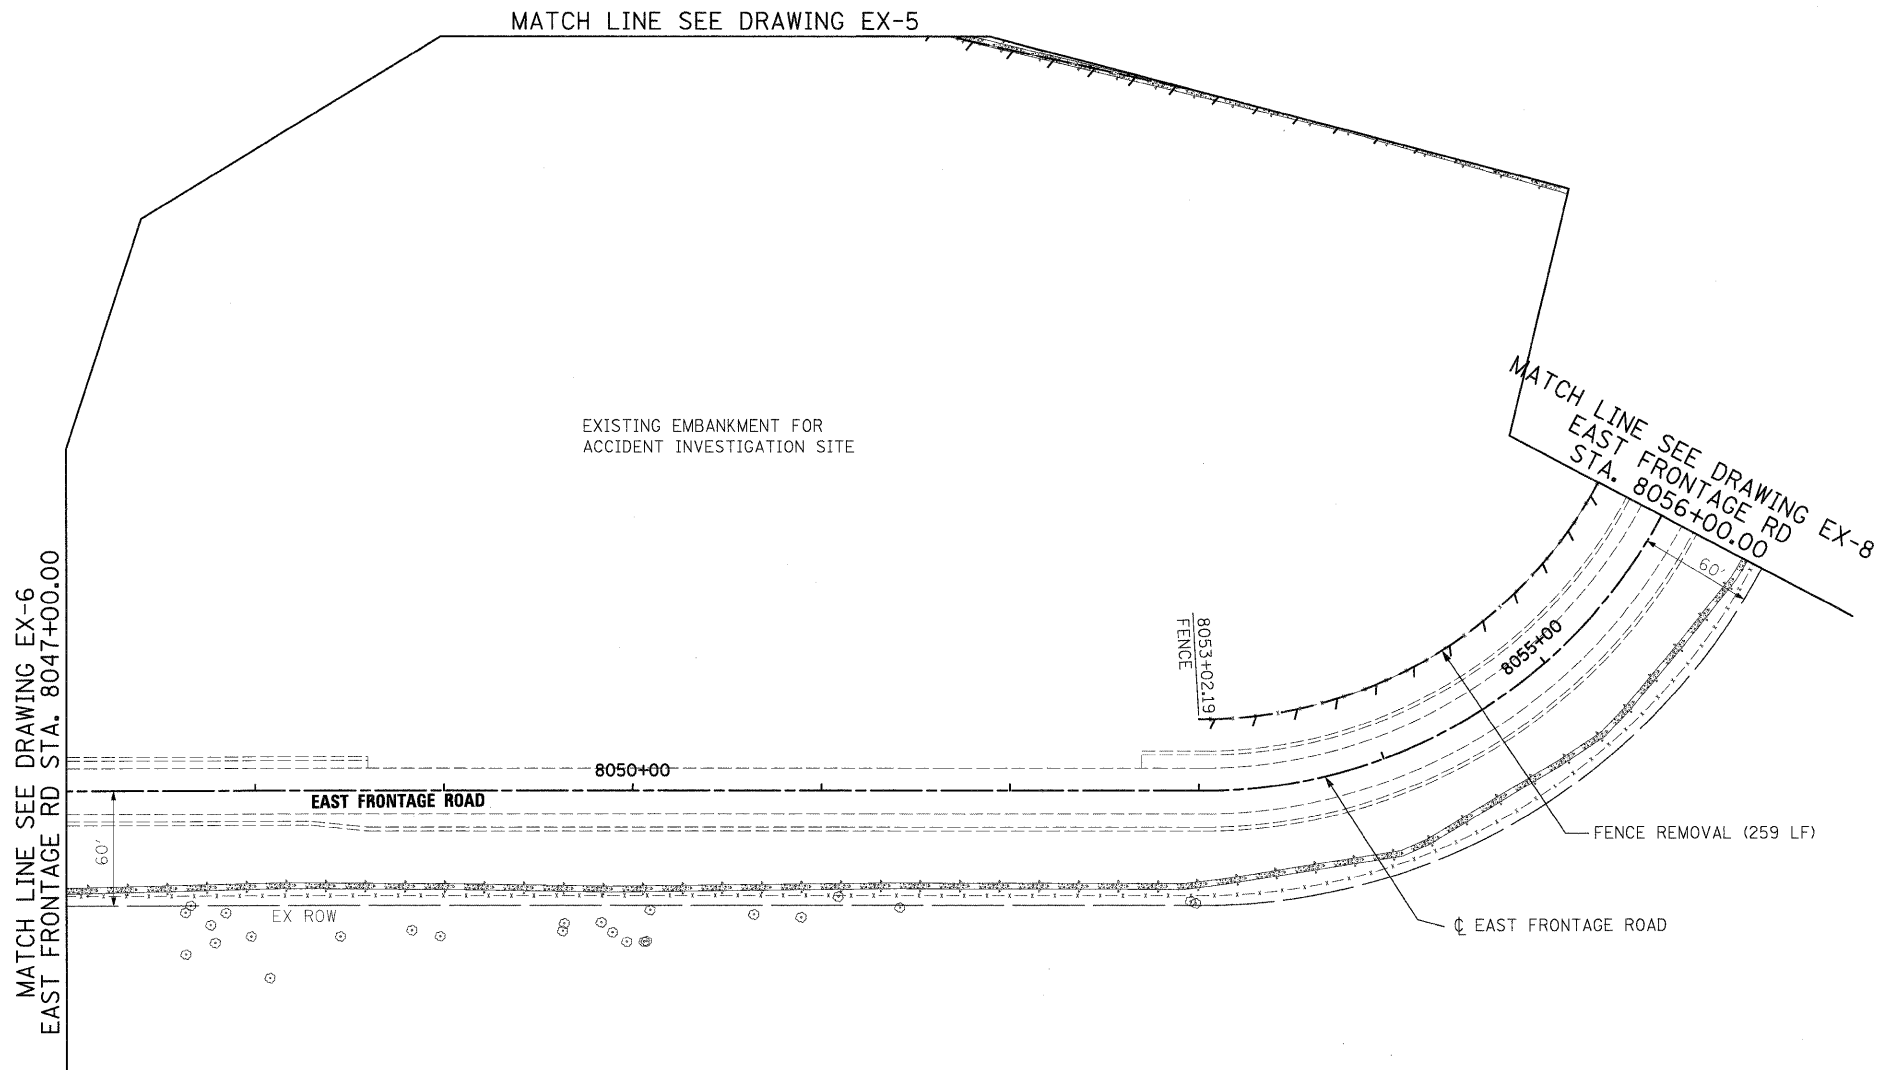 MATCH LINE SEE DRAWING EX-5
EXISTING EMBANKMENT FOR
ACCIDENT INVESTIGATION SITE
MATCH LINE SEE DRAWING EX-8
EAST FRONTAGE RD
STA. 8056+00.00
60'
8055+00
8053+02.19
FENCE
MATCH LINE SEE DRAWING EX-6
EAST FRONTAGE RD STA. 8047+00.00
8050+00
EAST FRONTAGE ROAD
60'
EX ROW
FENCE REMOVAL (259 LF)
℄ EAST FRONTAGE ROAD